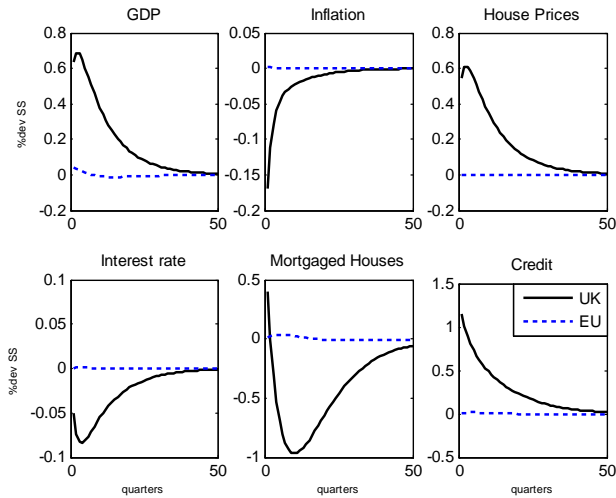 GDP Inflation House Prices
0.8 0.05 0.8
0.6 0 0.6
0.4 -0.05 0.4
0.2 -0.1 0.2
0 -0.15 0
-0.2 -0.2 -0.2
%dev SS
0 50 0 50 0 50
Interest rate Mortgaged Houses Credit
0.1 0.5 1.5
0.05 0 1
0 -0.5 0.5
-0.05 -1 0
-0.1 -0.5
%dev SS
UK
EU
0 50 0 50 0 50
quarters quarters quarters